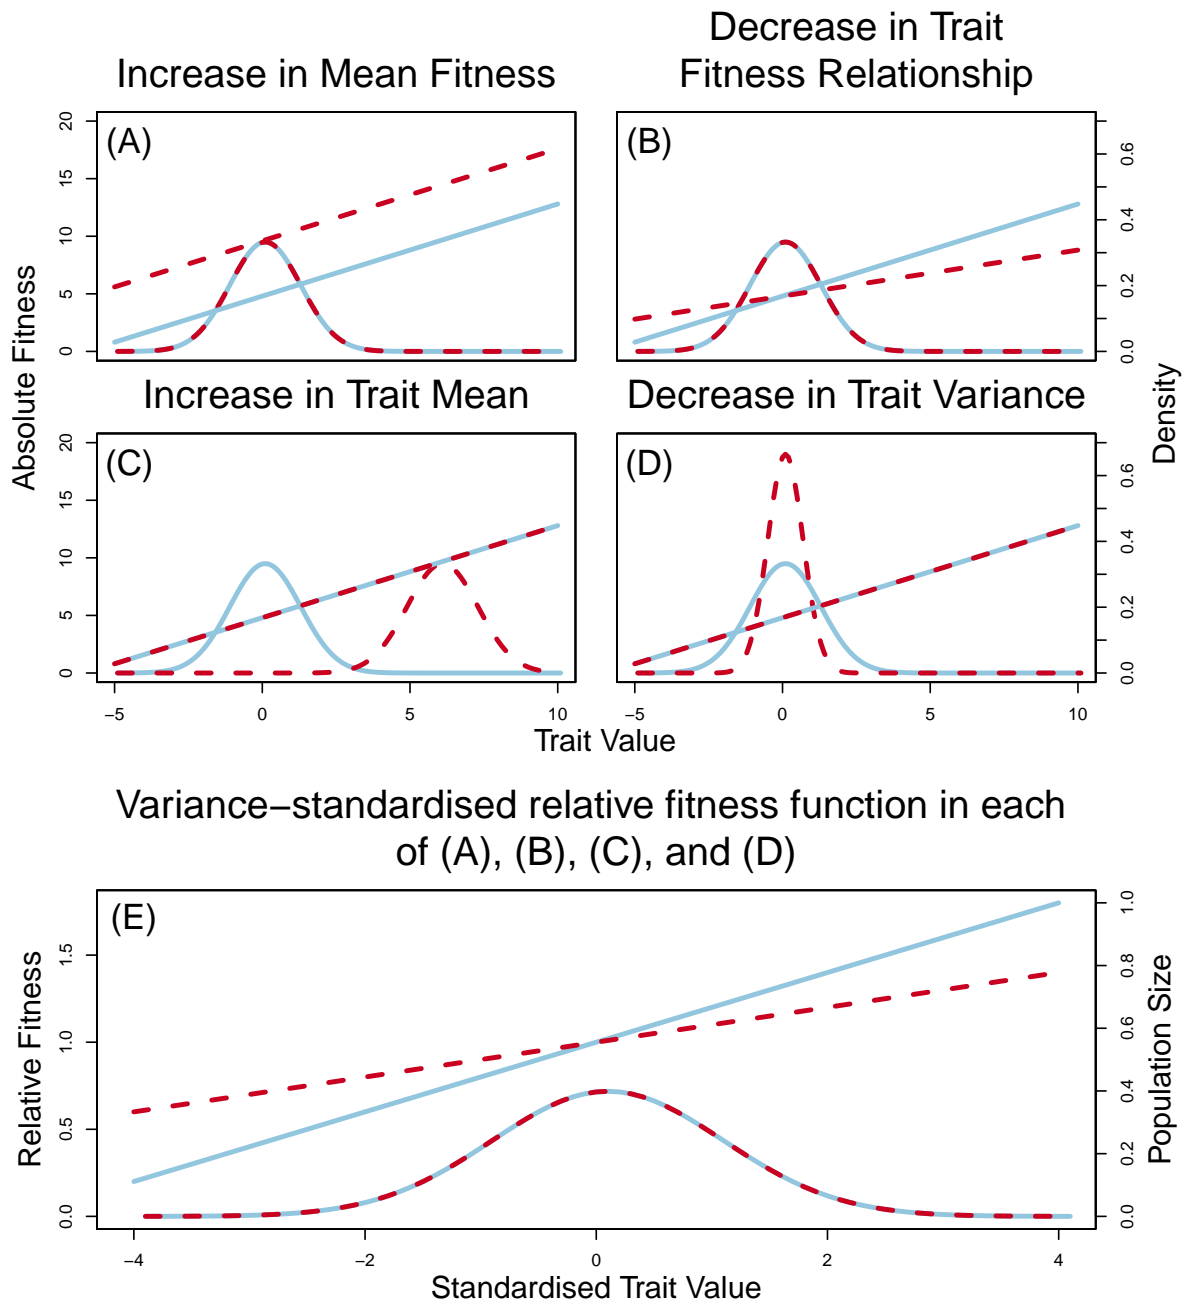 Increase in Mean Fitness
Decrease in Trait
Fitness Relationship
(A)
20
15
10
5
0
(B)
0.6
0.4
0.2
0.0
Absolute Fitness
Density
Increase in Trait Mean
Decrease in Trait Variance
(C)
20
15
10
5
0
−5
0
5
10
(D)
0.6
0.4
0.2
0.0
−5
0
5
10
Trait Value
Variance−standardised relative fitness function in each
of (A), (B), (C), and (D)
(E)
Relative Fitness
1.5
1.0
0.5
0.0
1.0
0.8
0.6
0.4
0.2
0.0
Population Size
−4
−2
0
2
4
Standardised Trait Value